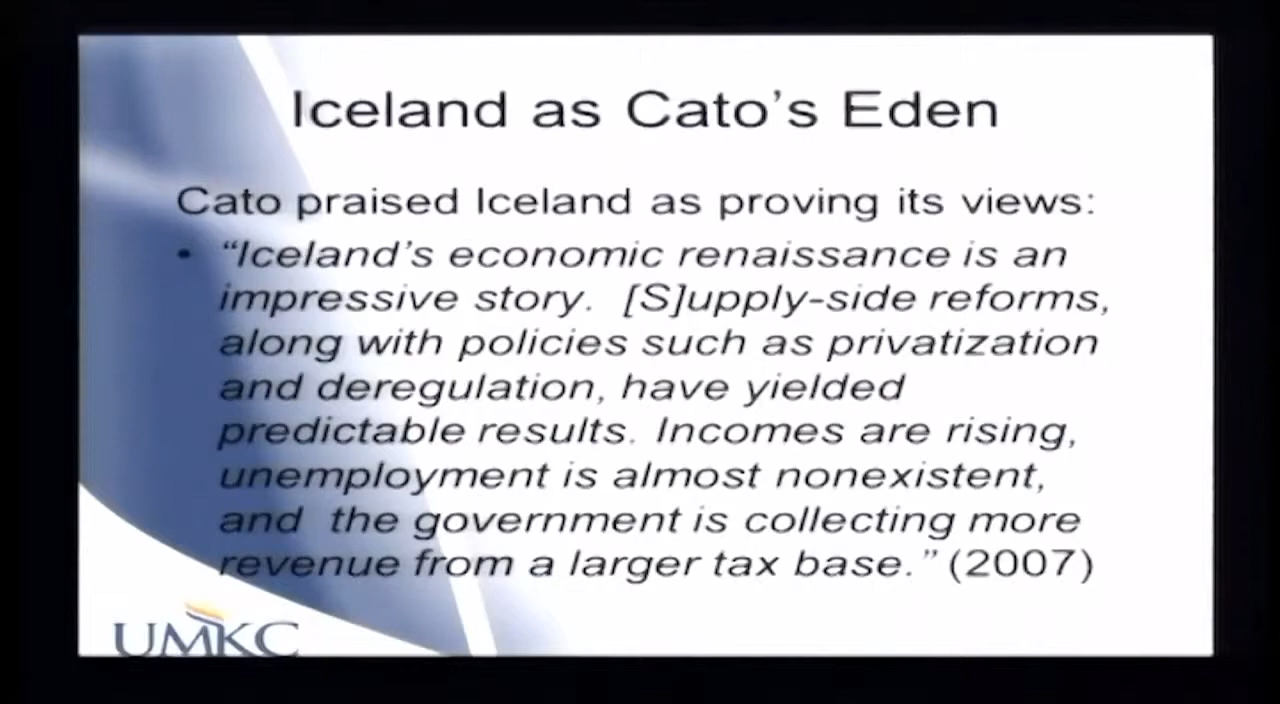 Iceland as Cato's Eden
Cato praised Iceland as proving its views:
• “Iceland's economic renaissance is an
impressive story. [S]upply-side reforms,
along with policies such as privatization
and deregulation, have yielded
predictable results. Incomes are rising,
unemployment is almost nonexistent,
and the government is collecting more
revenue from a larger tax base.” (2007)
UMKC